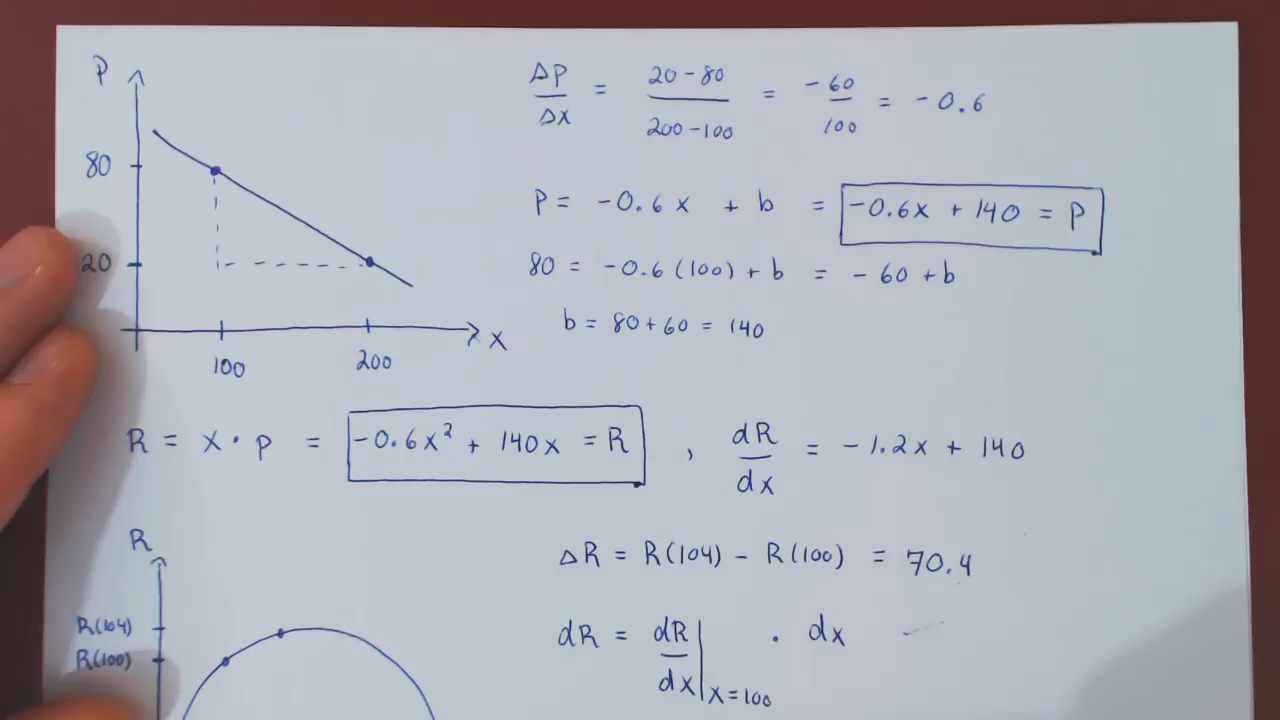 P
80
20
100
200
X
ΔP/ΔX = (20-80)/(200-100) = -60/100 = -0.6
P = -0.6x + b = -0.6x + 140 = P
80 = -0.6(100) + b = -60 + b
b = 80+60 = 140
R = x · p = -0.6x² + 140x = R , dR/dx = -1.2x + 140
R
R(104)
R(100)
ΔR = R(104) - R(100) = 70.4
dR = dR/dx | x=100 · dx